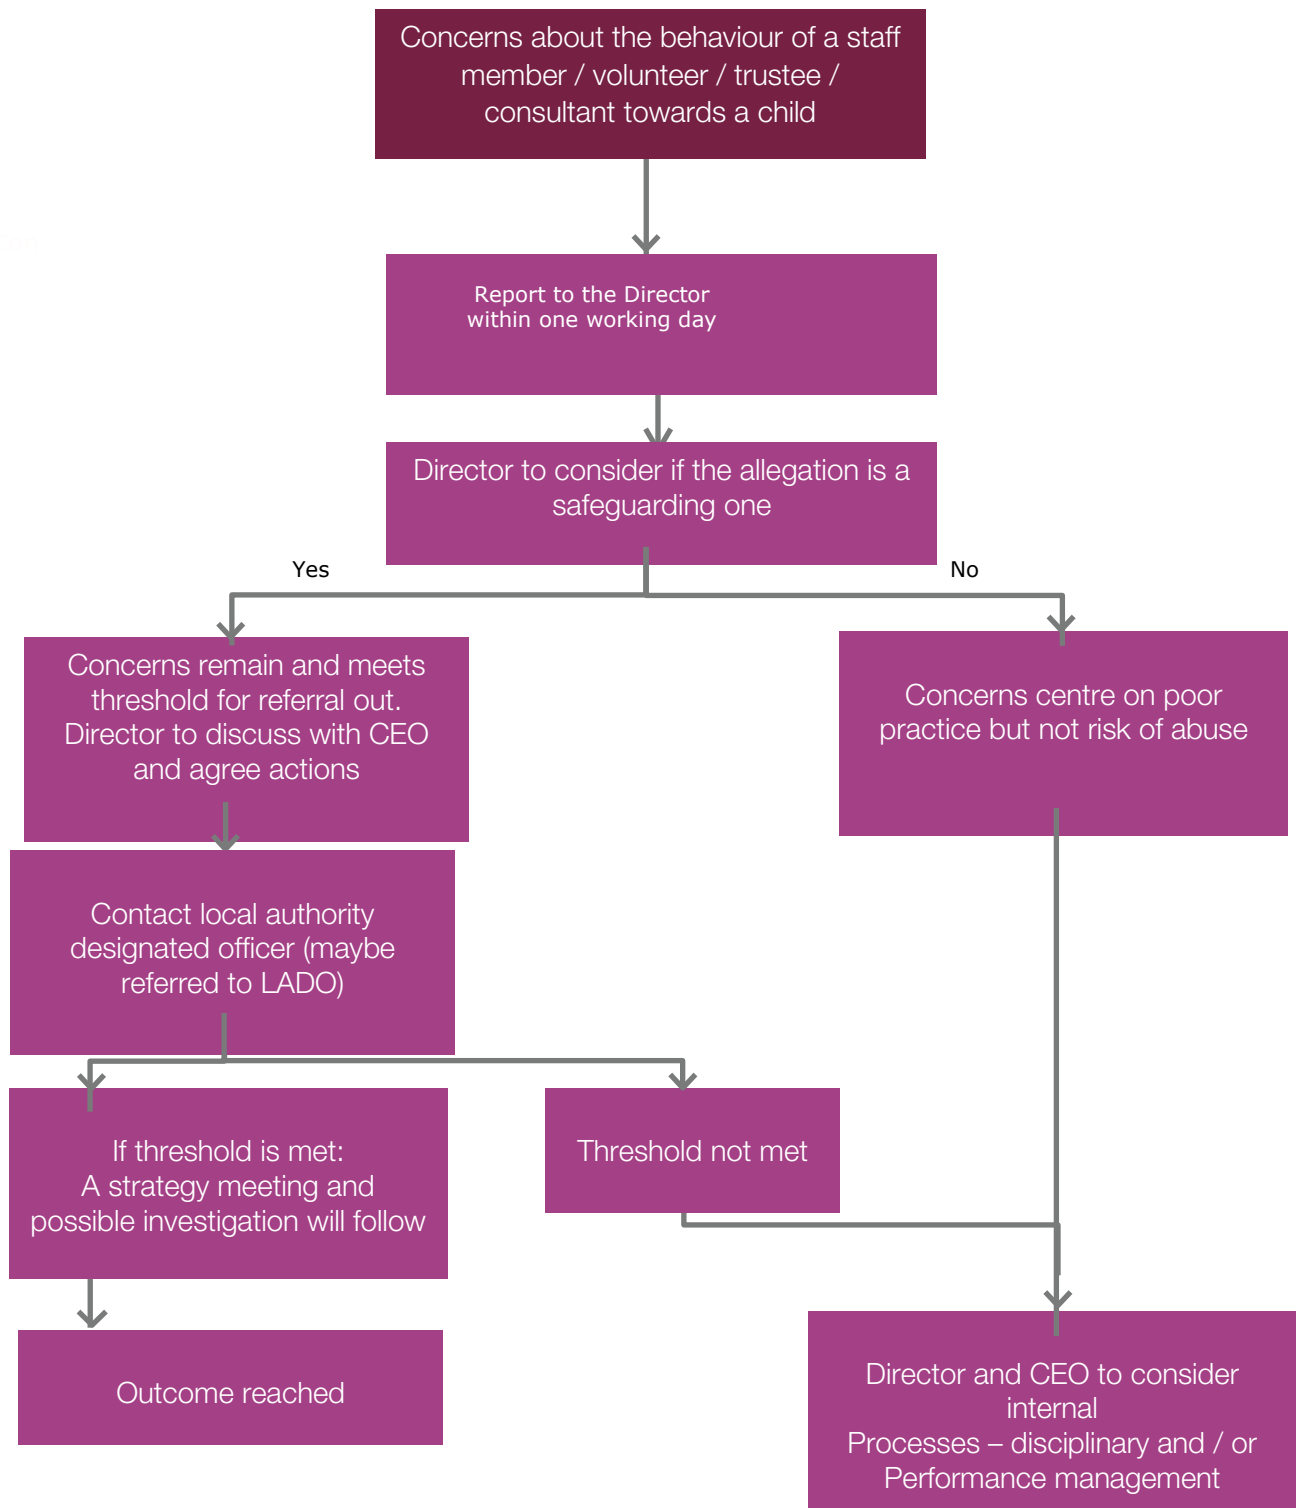 Concerns about the behaviour of a staff
member / volunteer / trustee /
consultant towards a child
Report to the Director
within one working day
Director to consider if the allegation is a
safeguarding one
Yes
No
Concerns remain and meets
threshold for referral out.
Director to discuss with CEO
and agree actions
Concerns centre on poor
practice but not risk of abuse
Contact local authority
designated officer (maybe
referred to LADO)
If threshold is met:
A strategy meeting and
possible investigation will follow
Threshold not met
Outcome reached
Director and CEO to consider
internal
Processes – disciplinary and / or
Performance management